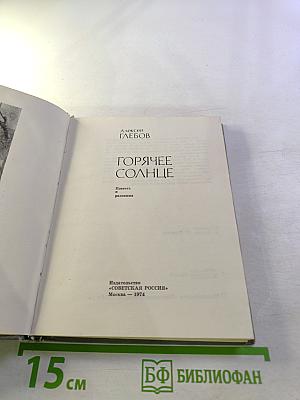 Алексей
ГЛЕБОВ
ГОРЯЧЕЕ
СОЛНЦЕ
Повесть
и
рассказы
Издательство
«СОВЕТСКАЯ РОССИЯ»
Москва — 1974
15 см
БФ БИБЛИОФАН